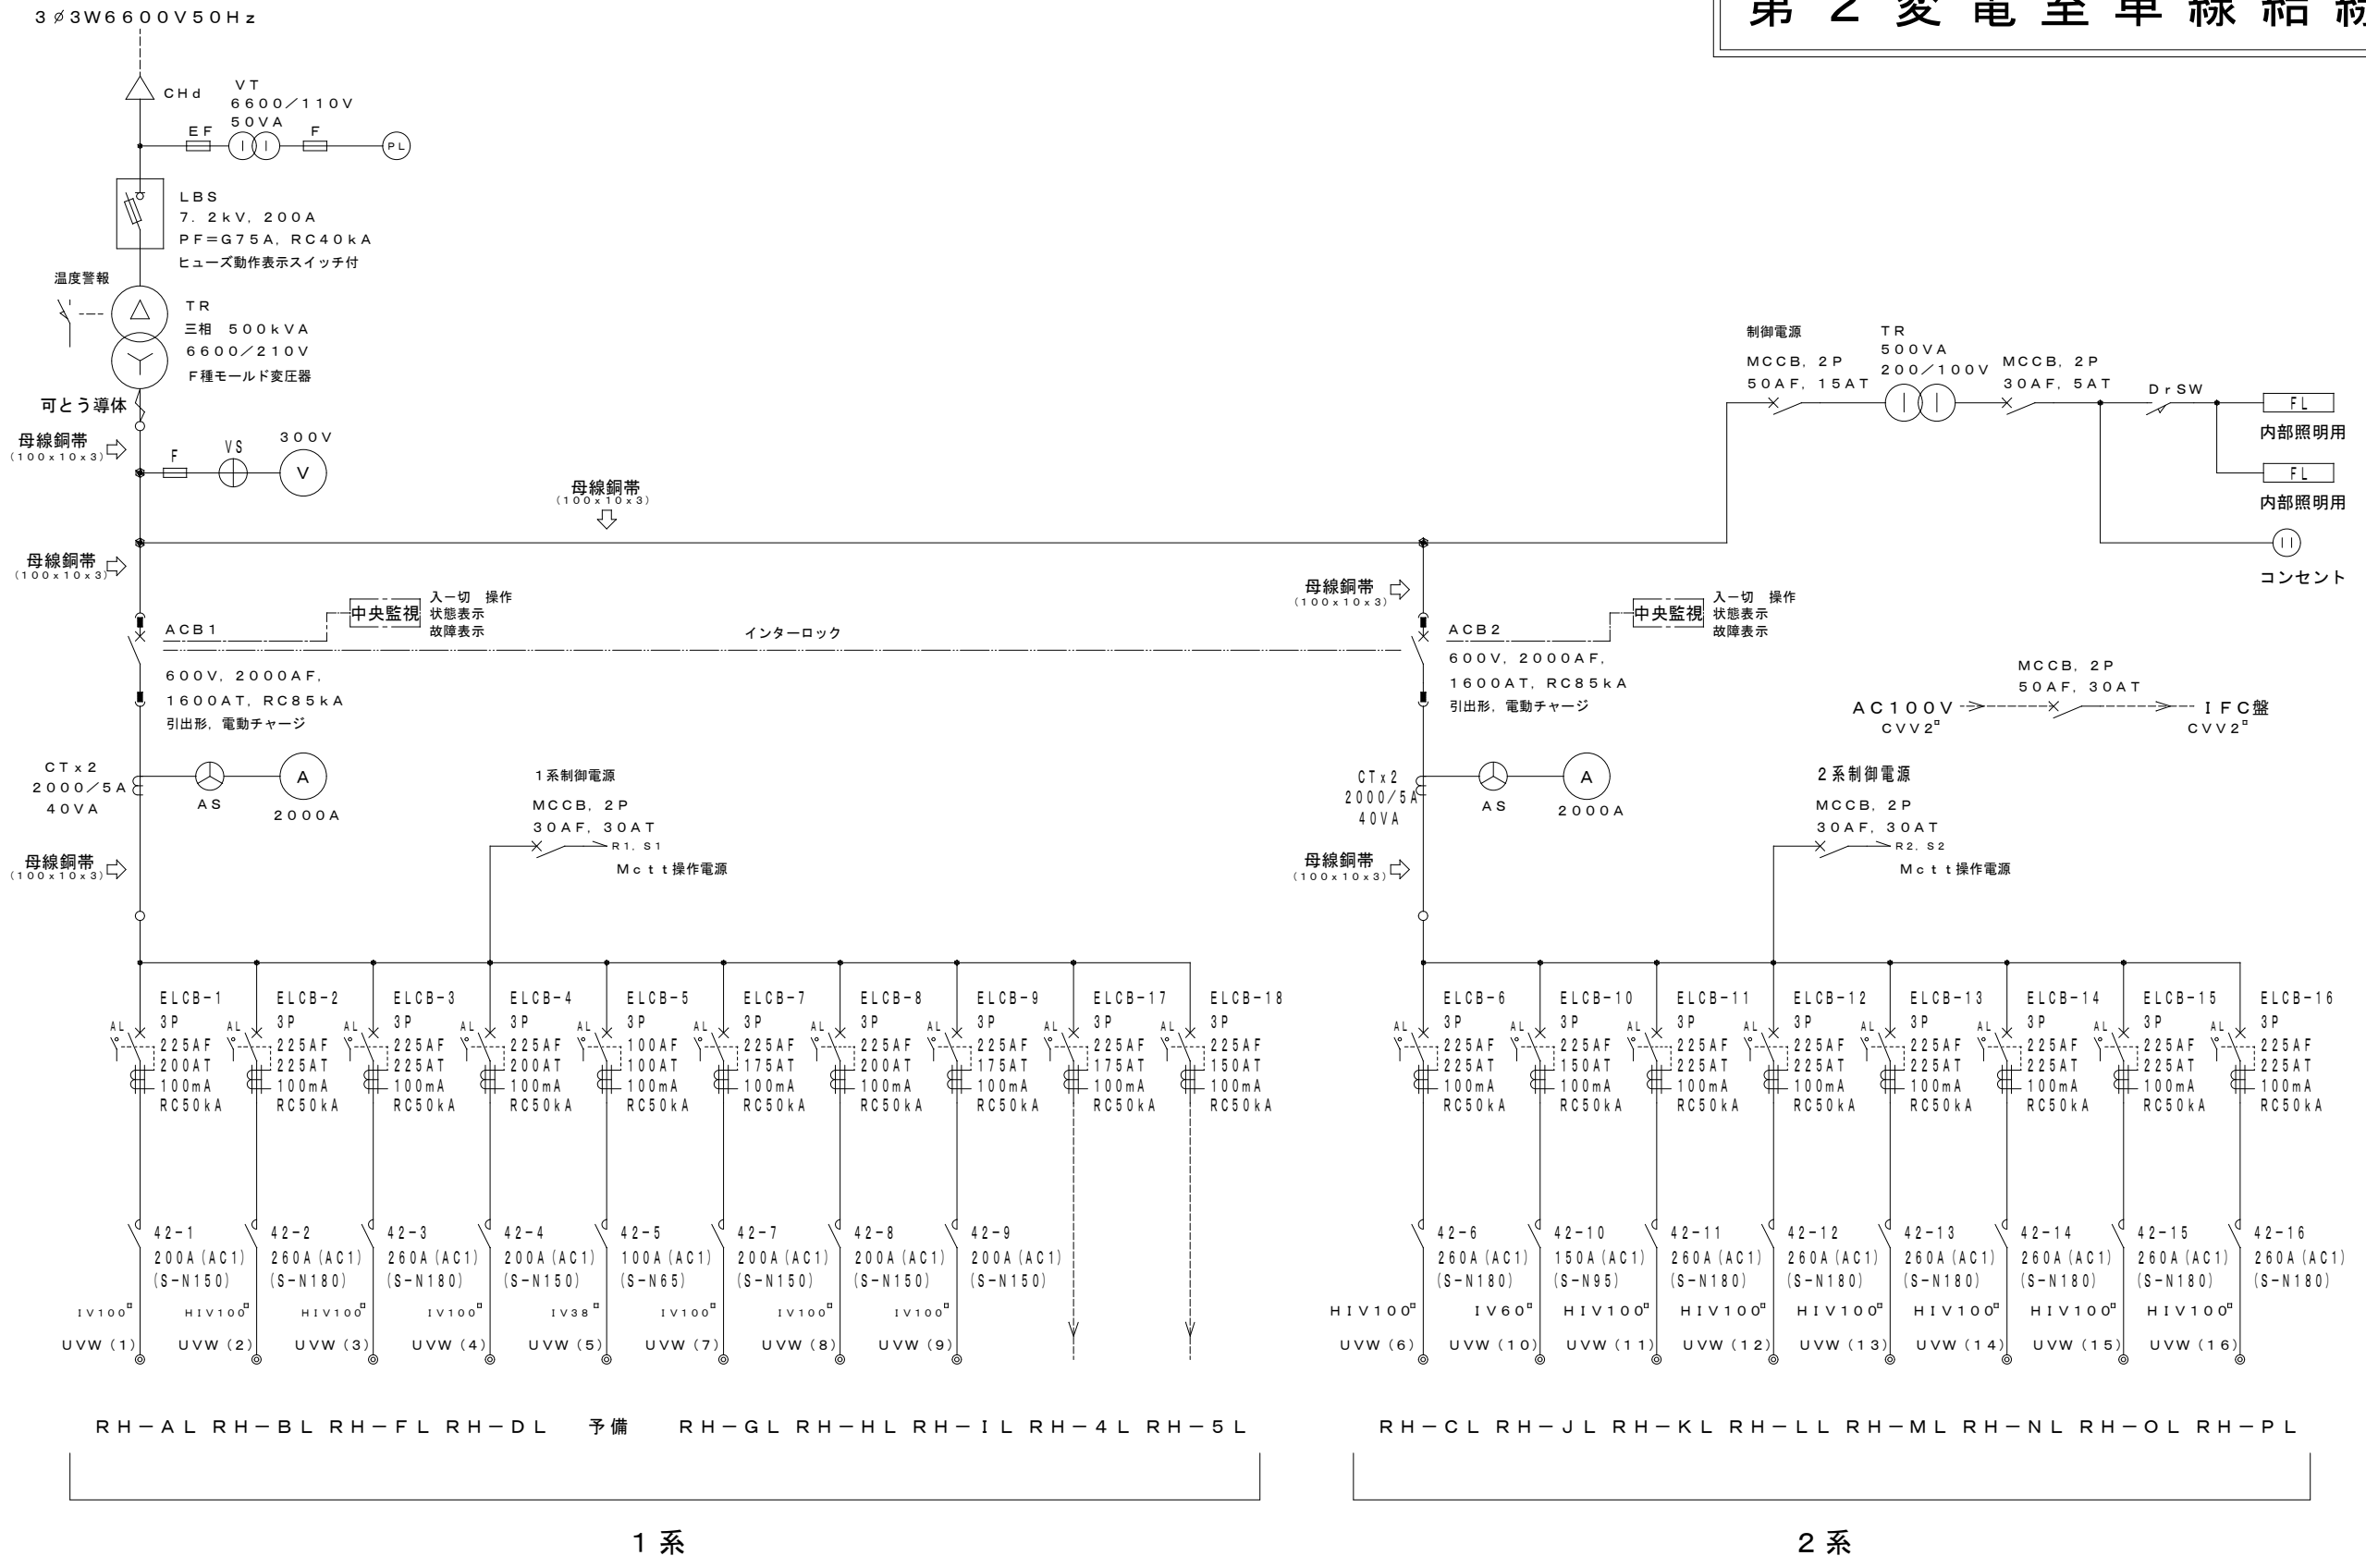 第2変電室単線結
3φ3W6600V50Hz
CHd
VT
6600/110V
50VA
EF
F
PL
LBS
7.2kV, 200A
PF=G75A, RC40kA
ヒューズ動作表示スイッチ付
温度警報
TR
三相 500kVA
6600/210V
F種モールド変圧器
可とう導体
母線銅帯
(100x10x3)
F
VS
300V
V
母線銅帯
(100x10x3)
制御電源
MCCB, 2P
50AF, 15AT
TR
500VA
200/100V
MCCB, 2P
30AF, 5AT
DrSW
FL
内部照明用
FL
内部照明用
コンセント
母線銅帯
(100x10x3)
ACB1
中央監視
入-切 操作
状態表示
故障表示
インターロック
600V, 2000AF,
1600AT, RC85kA
引出形, 電動チャージ
母線銅帯
(100x10x3)
ACB2
中央監視
入-切 操作
状態表示
故障表示
600V, 2000AF,
1600AT, RC85kA
引出形, 電動チャージ
MCCB, 2P
50AF, 30AT
AC100V
CVV2□
IFC盤
CVV2□
CTx2
2000/5A
40VA
AS
A
2000A
1系制御電源
MCCB, 2P
30AF, 30AT
R1, S1
Mctt操作電源
母線銅帯
(100x10x3)
CTx2
2000/5A
40VA
AS
A
2000A
2系制御電源
MCCB, 2P
30AF, 30AT
R2, S2
Mctt操作電源
母線銅帯
(100x10x3)
ELCB-1
3P
AL
225AF
200AT
100mA
RC50kA
ELCB-2
3P
AL
225AF
225AT
100mA
RC50kA
ELCB-3
3P
AL
225AF
225AT
100mA
RC50kA
ELCB-4
3P
AL
225AF
200AT
100mA
RC50kA
ELCB-5
3P
AL
100AF
100AT
100mA
RC50kA
ELCB-7
3P
AL
225AF
175AT
100mA
RC50kA
ELCB-8
3P
AL
225AF
200AT
100mA
RC50kA
ELCB-9
3P
AL
225AF
175AT
100mA
RC50kA
ELCB-17
3P
AL
225AF
175AT
100mA
RC50kA
ELCB-18
3P
AL
225AF
150AT
100mA
RC50kA
ELCB-6
3P
AL
225AF
225AT
100mA
RC50kA
ELCB-10
3P
AL
225AF
150AT
100mA
RC50kA
ELCB-11
3P
AL
225AF
225AT
100mA
RC50kA
ELCB-12
3P
AL
225AF
225AT
100mA
RC50kA
ELCB-13
3P
AL
225AF
225AT
100mA
RC50kA
ELCB-14
3P
AL
225AF
225AT
100mA
RC50kA
ELCB-15
3P
AL
225AF
225AT
100mA
RC50kA
ELCB-16
3P
AL
225AF
225AT
100mA
RC50kA
42-1
200A(AC1)
(S-N150)
IV100□
UVW(1)
42-2
260A(AC1)
(S-N180)
HIV100□
UVW(2)
42-3
260A(AC1)
(S-N180)
HIV100□
UVW(3)
42-4
200A(AC1)
(S-N150)
IV100□
UVW(4)
42-5
100A(AC1)
(S-N65)
IV38□
UVW(5)
42-7
200A(AC1)
(S-N150)
IV100□
UVW(7)
42-8
200A(AC1)
(S-N150)
IV100□
UVW(8)
42-9
200A(AC1)
(S-N150)
IV100□
UVW(9)
42-6
260A(AC1)
(S-N180)
HIV100□
UVW(6)
42-10
150A(AC1)
(S-N95)
IV60□
UVW(10)
42-11
260A(AC1)
(S-N180)
HIV100□
UVW(11)
42-12
260A(AC1)
(S-N180)
HIV100□
UVW(12)
42-13
260A(AC1)
(S-N180)
HIV100□
UVW(13)
42-14
260A(AC1)
(S-N180)
HIV100□
UVW(14)
42-15
260A(AC1)
(S-N180)
HIV100□
UVW(15)
42-16
260A(AC1)
(S-N180)
HIV100□
UVW(16)
RH-AL RH-BL RH-FL RH-DL 予備 RH-GL RH-HL RH-IL RH-4L RH-5L
RH-CL RH-JL RH-KL RH-LL RH-ML RH-NL RH-OL RH-PL
1系
2系